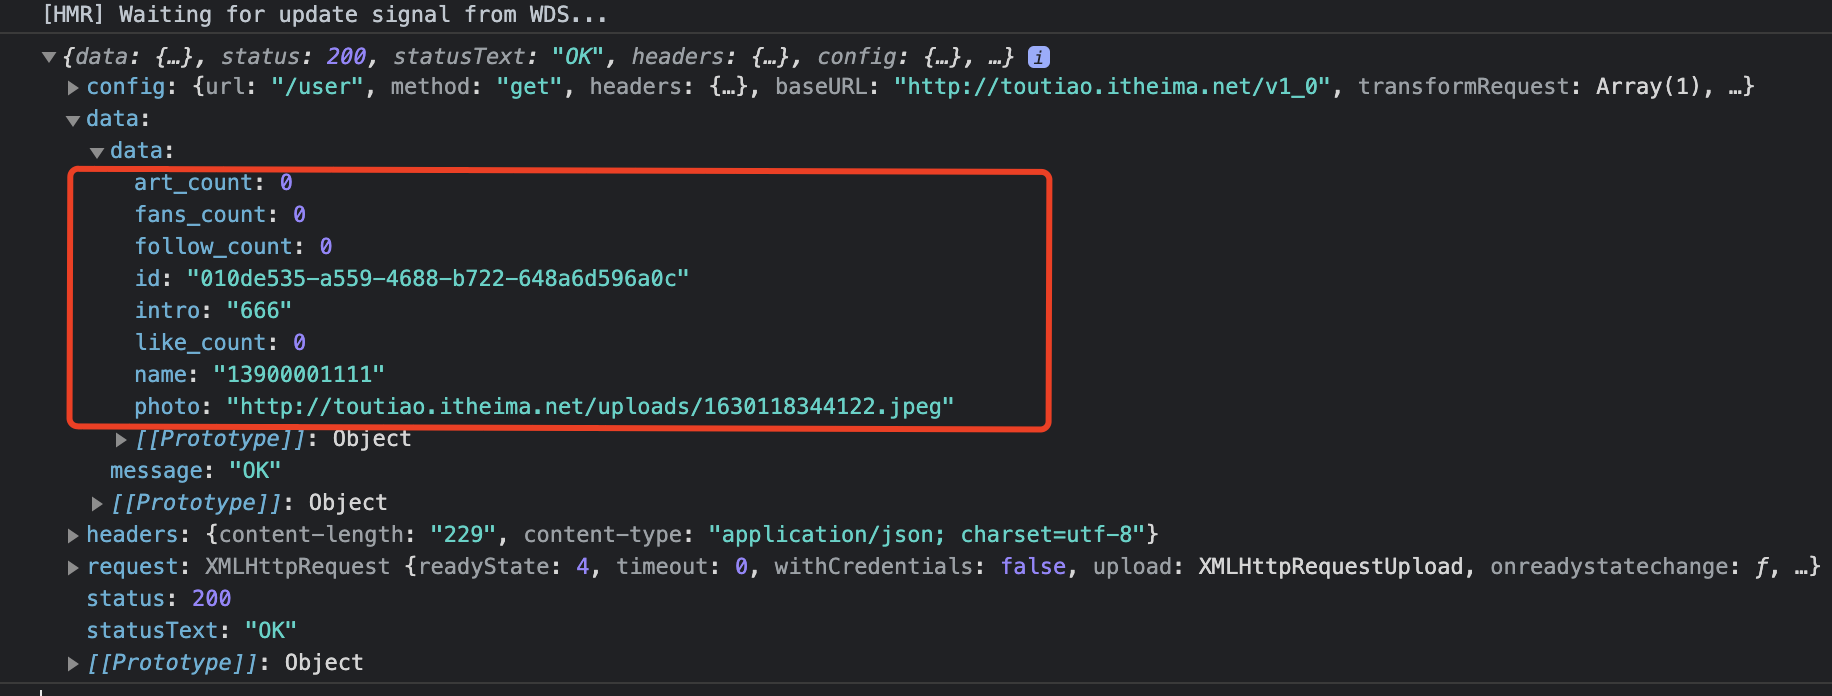 [HMR] Waiting for update signal from WDS...
▼{data: {…}, status: 200, statusText: "OK", headers: {…}, config: {…}, …} i
▶config: {url: "/user", method: "get", headers: {…}, baseURL: "http://toutiao.itheima.net/v1_0", transformRequest: Array(1), …}
▼data:
▼data:
art_count: 0
fans_count: 0
follow_count: 0
id: "010de535-a559-4688-b722-648a6d596a0c"
intro: "666"
like_count: 0
name: "13900001111"
photo: "http://toutiao.itheima.net/uploads/1630118344122.jpeg"
▶[[Prototype]]: Object
message: "OK"
▶[[Prototype]]: Object
▶headers: {content-length: "229", content-type: "application/json; charset=utf-8"}
▶request: XMLHttpRequest {readyState: 4, timeout: 0, withCredentials: false, upload: XMLHttpRequestUpload, onreadystatechange: ƒ, …}
status: 200
statusText: "OK"
▶[[Prototype]]: Object